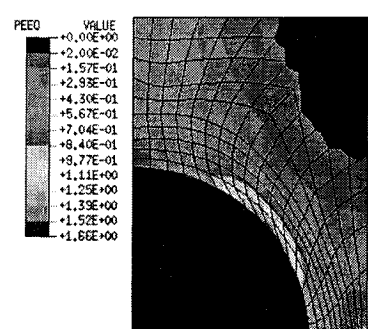 PEEQ VALUE
+0.00E+00
+2.00E-02
+1.57E-01
+2.93E-01
+4.30E-01
+5.67E-01
+7.04E-01
+8.40E-01
+9.77E-01
+1.11E+00
+1.25E+00
+1.39E+00
+1.52E+00
+1.66E+00